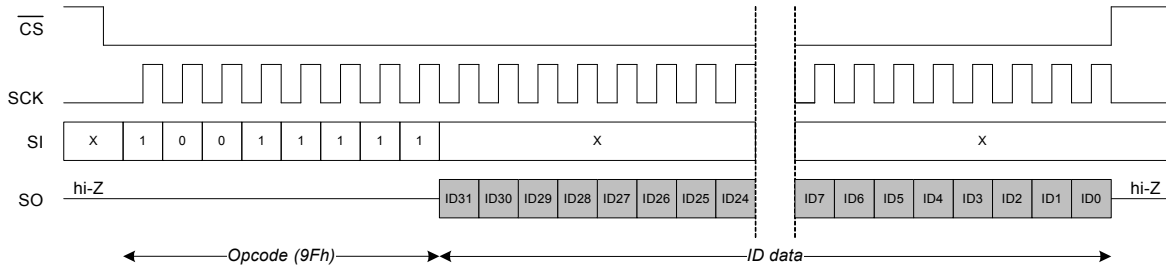 CS
SCK
SI X 1 0 0 1 1 1 1 1 X X
SO hi-Z ID31 ID30 ID29 ID28 ID27 ID26 ID25 ID24 ID7 ID6 ID5 ID4 ID3 ID2 ID1 ID0 hi-Z
Opcode (9Fh) ID data